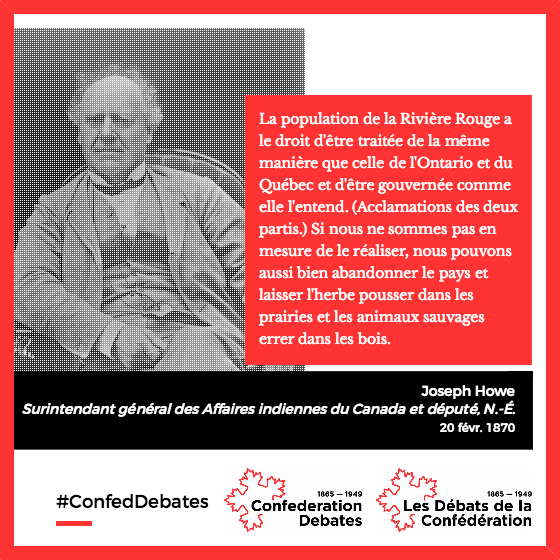 La population de la Rivière Rouge a
le droit d'être traitée de la même
manière que celle de l'Ontario et du
Québec et d'être gouvernée comme
elle l'entend. (Acclamations des deux
partis.) Si nous ne sommes pas en
mesure de le réaliser, nous pouvons
aussi bien abandonner le pays et
laisser l'herbe pousser dans les
prairies et les animaux sauvages
errer dans les bois.
Joseph Howe
Surintendant général des Affaires indiennes du Canada et député, N.-É.
20 févr. 1870
#ConfedDebates
1865 — 1949
Confederation
Debates
1865 — 1949
Les Débats de la
Confédération